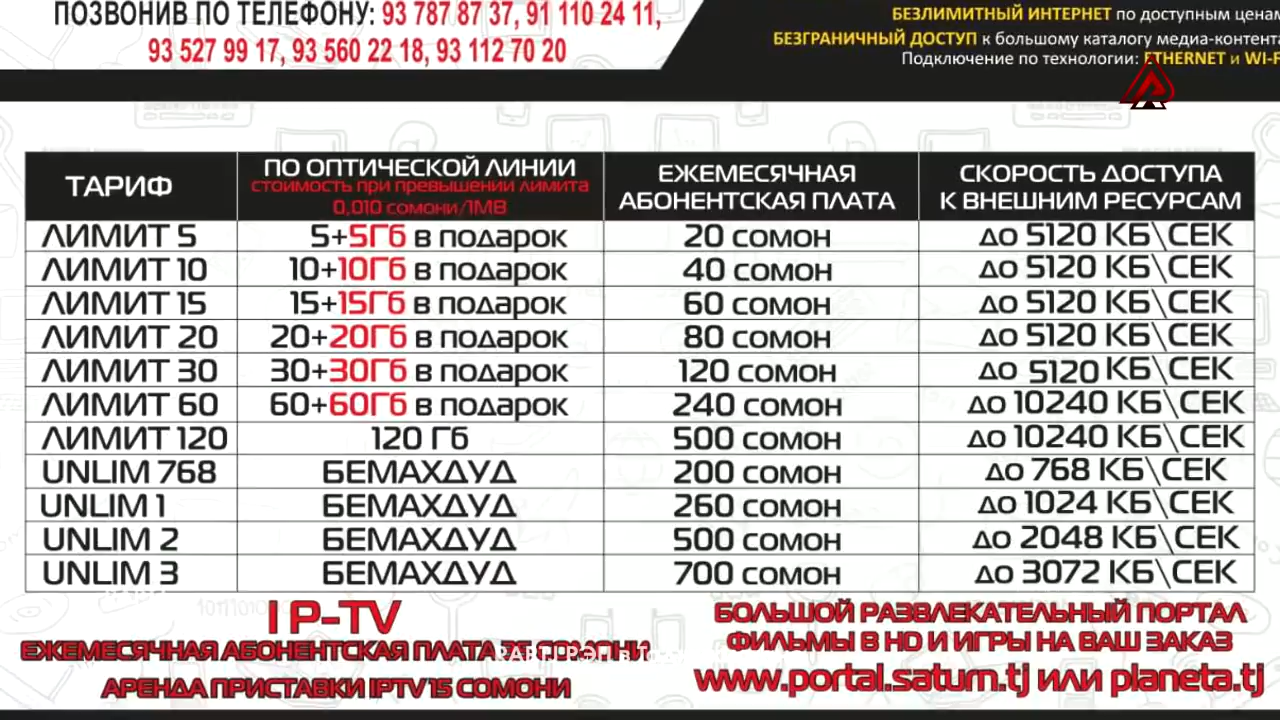 ПОЗВОНИВ ПО ТЕЛЕФОНУ: 93 787 87 37, 91 110 24 11,
93 527 99 17, 93 560 22 18, 93 112 70 20
БЕЗЛИМИТНЫЙ ИНТЕРНЕТ по доступным ценам
БЕЗГРАНИЧНЫЙ ДОСТУП к большому каталогу медиа-контента
Подключение по технологии: ETHERNET и WI-F
ТАРИФ ПО ОПТИЧЕСКОЙ ЛИНИИ стоимость при превышении лимита 0,010 сомони/1МВ ЕЖЕМЕСЯЧНАЯ АБОНЕНТСКАЯ ПЛАТА СКОРОСТЬ ДОСТУПА К ВНЕШНИМ РЕСУРСАМ
ЛИМИТ 5 5+5Гб в подарок 20 сомон до 5120 КБ\СЕК
ЛИМИТ 10 10+10Гб в подарок 40 сомон до 5120 КБ\СЕК
ЛИМИТ 15 15+15Гб в подарок 60 сомон до 5120 КБ\СЕК
ЛИМИТ 20 20+20Гб в подарок 80 сомон до 5120 КБ\СЕК
ЛИМИТ 30 30+30Гб в подарок 120 сомон до 5120 КБ\СЕК
ЛИМИТ 60 60+60Гб в подарок 240 сомон до 10240 КБ\СЕК
ЛИМИТ 120 120 Гб 500 сомон до 10240 КБ\СЕК
UNLIM 768 БЕМАХДУД 200 сомон до 768 КБ\СЕК
UNLIM 1 БЕМАХДУД 260 сомон до 1024 КБ\СЕК
UNLIM 2 БЕМАХДУД 500 сомон до 2048 КБ\СЕК
UNLIM 3 БЕМАХДУД 700 сомон до 3072 КБ\СЕК
IP-TV
ЕЖЕМЕСЯЧНАЯ АБОНЕНТСКАЯ ПЛАТА
АРЕНДА ПРИСТАВКИ IPTV 15 СОМОНИ
БОЛЬШОЙ РАЗВЛЕКАТЕЛЬНЫЙ ПОРТАЛ
ФИЛЬМЫ В HD И ИГРЫ НА ВАШ ЗАКАЗ
www.portal.saturn.tj или planeta.tj